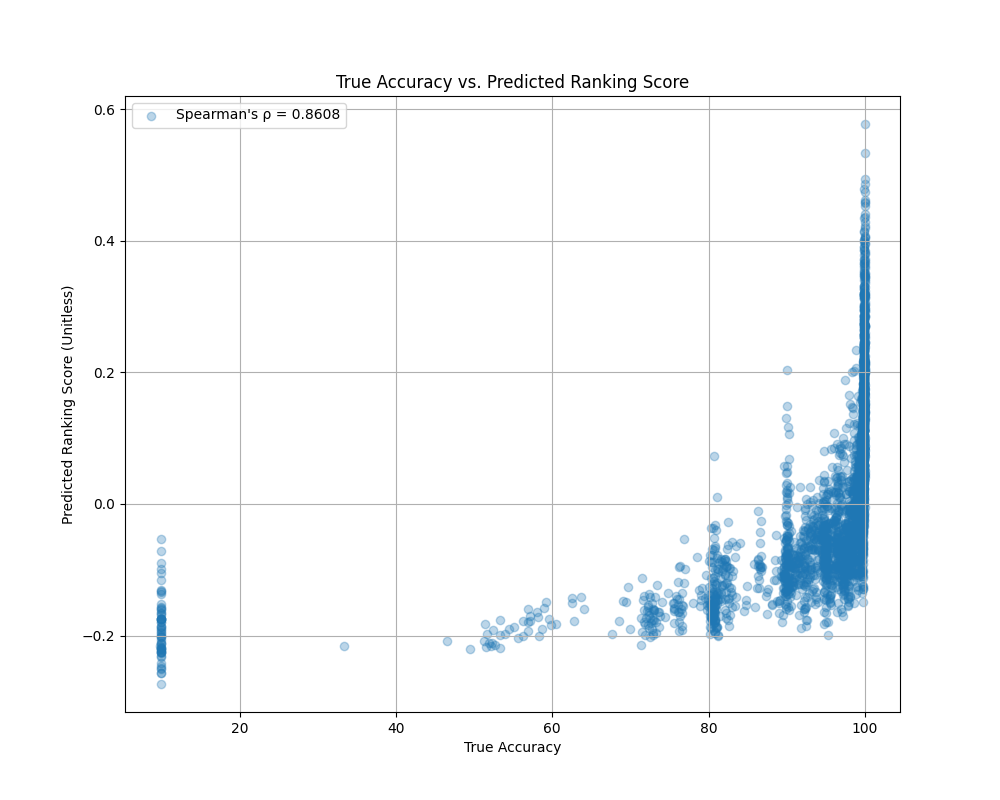 True Accuracy vs. Predicted Ranking Score
Spearman's ρ = 0.8608
Predicted Ranking Score (Unitless)
0.6
0.4
0.2
0.0
−0.2
20 40 60 80 100
True Accuracy